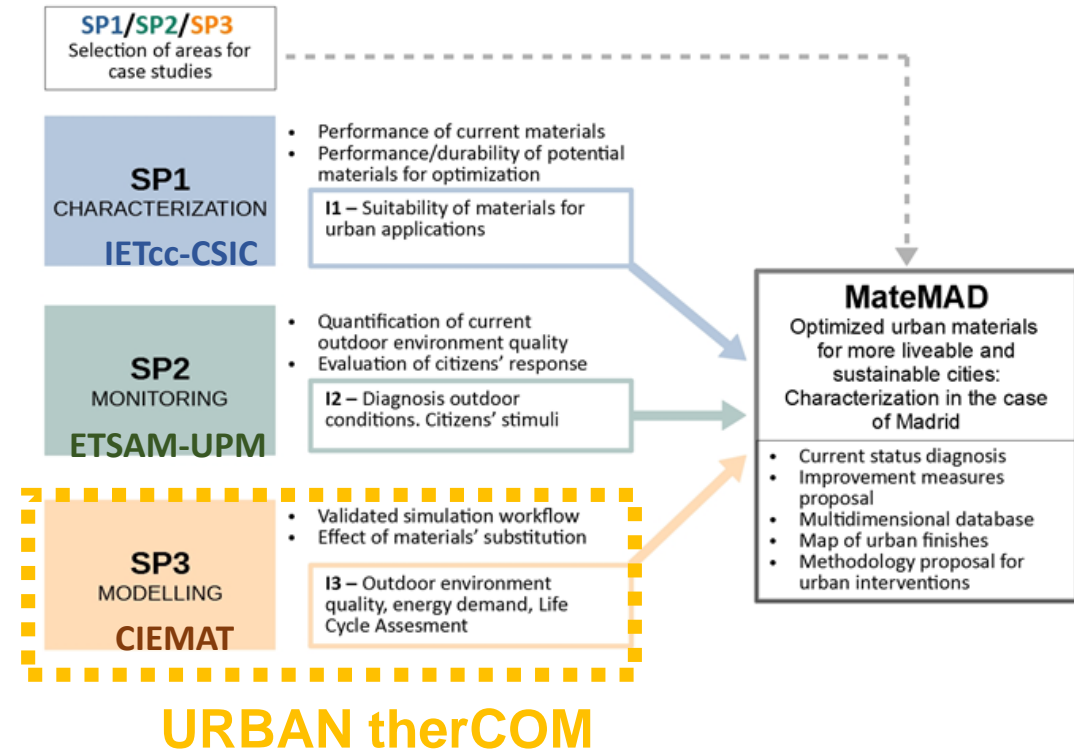 SP1/SP2/SP3
Selection of areas for
case studies
SP1
CHARACTERIZATION
IETcc-CSIC
• Performance of current materials
• Performance/durability of potential
materials for optimization
I1 – Suitability of materials for
urban applications
SP2
MONITORING
ETSAM-UPM
• Quantification of current
outdoor environment quality
• Evaluation of citizens' response
I2 – Diagnosis outdoor
conditions. Citizens' stimuli
SP3
MODELLING
CIEMAT
• Validated simulation workflow
• Effect of materials' substitution
I3 – Outdoor environment
quality, energy demand, Life
Cycle Assesment
URBAN therCOM
MateMAD
Optimized urban materials
for more liveable and
sustainable cities:
Characterization in the case
of Madrid
• Current status diagnosis
• Improvement measures
proposal
• Multidimensional database
• Map of urban finishes
• Methodology proposal for
urban interventions